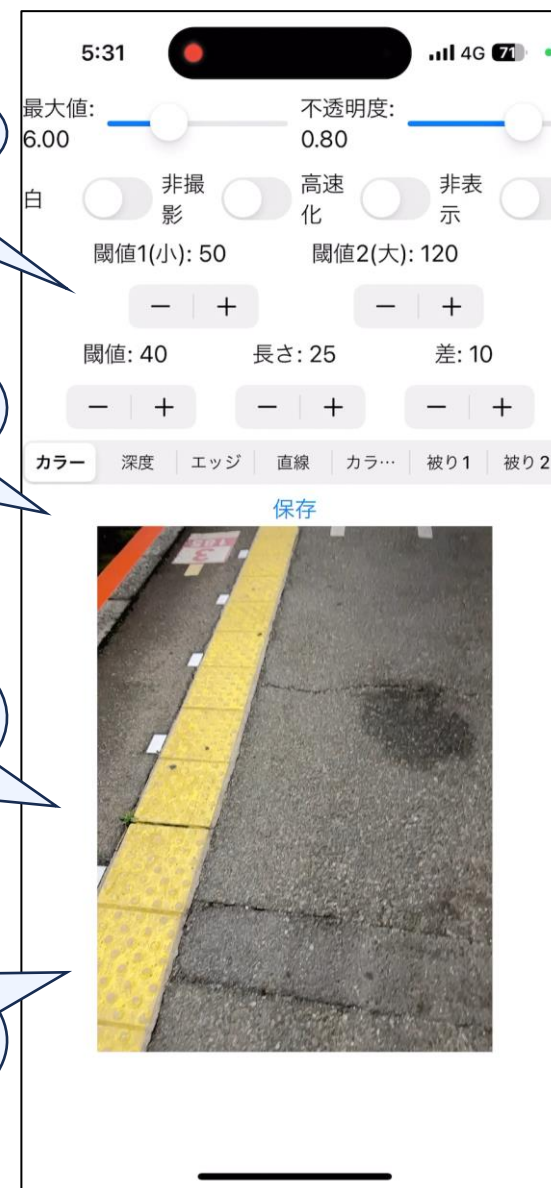 5:31 4G 71
最大値: 不透明度:
6.00 0.80
白 非撮影 高速化 非表示
閾値1(小): 50 閾値2(大): 120
− + − +
閾値: 40 長さ: 25 差: 10
− + − + − +
カラー 深度 エッジ 直線 カラ… 被り1 被り2
保存
3